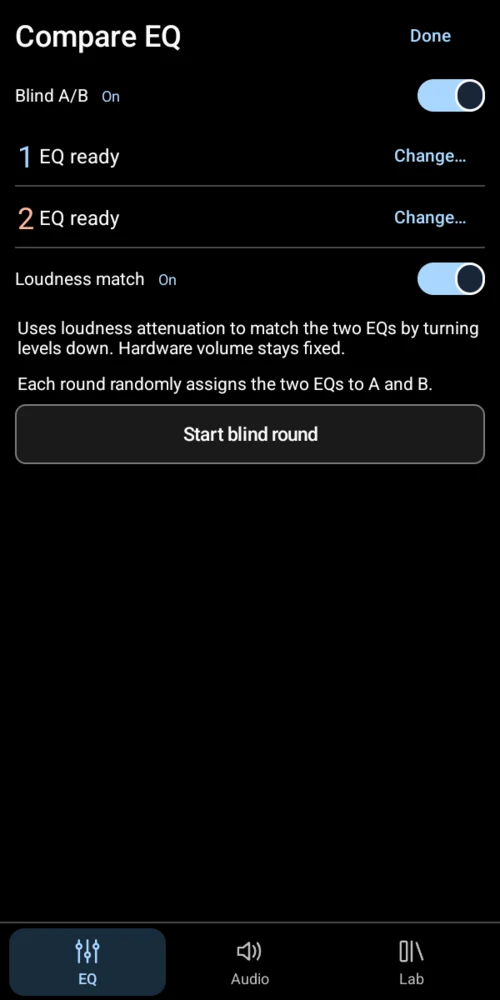 Compare EQ Done
Blind A/B On
1 EQ ready Change...
2 EQ ready Change...
Loudness match On
Uses loudness attenuation to match the two EQs by turning
levels down. Hardware volume stays fixed.
Each round randomly assigns the two EQs to A and B.
Start blind round
EQ Audio Lab